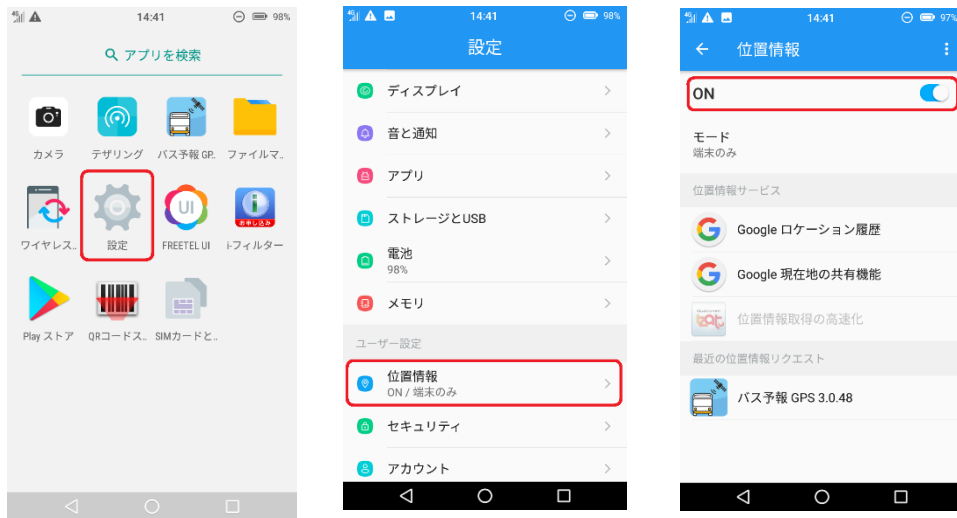 4G 14:41 98%
アプリを検索
カメラ テザリング バス予報 GP.. ファイルマ..
お申し込み
ワイヤレス.. 設定 FREETEL UI i-フィルター
Play ストア QRコードス.. SIMカードと..
4G 14:41 98%
設定
ディスプレイ
音と通知
アプリ
ストレージとUSB
電池
98%
メモリ
ユーザー設定
位置情報
ON / 端末のみ
セキュリティ
アカウント
4G 14:41 97%
位置情報
ON
モード
端末のみ
位置情報サービス
Google ロケーション履歴
Google 現在地の共有機能
位置情報取得の高速化
最近の位置情報リクエスト
バス予報 GPS 3.0.48